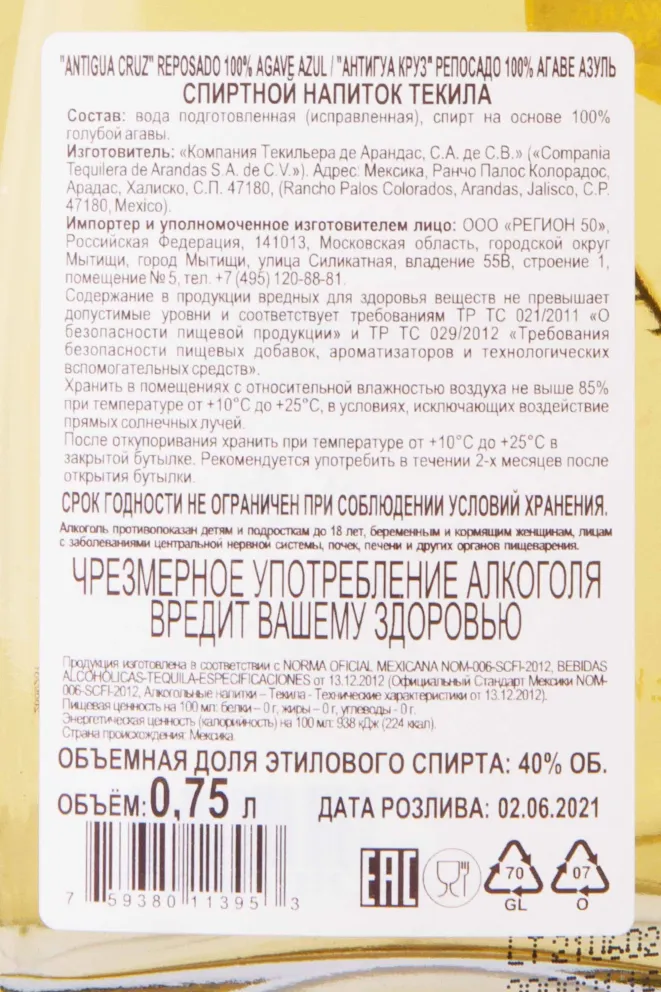 "ANTIGUA CRUZ" REPOSADO 100% AGAVE AZUL / "АНТИГУА КРУЗ" РЕПОСАДО 100% АГАВЕ АЗУЛЬ
СПИРТНОЙ НАПИТОК ТЕКИЛА
Состав: вода подготовленная (исправленная), спирт на основе 100%
голубой агавы.
Изготовитель: «Компания Текильера де Арандас, С.А. де С.В.» («Compania
Tequilera de Arandas S.A. de C.V.»). Адрес: Мексика, Ранчо Палос Колорадос,
Арадас, Халиско, С.П. 47180, (Rancho Palos Colorados, Arandas, Jalisco, C.P.
47180, Mexico).
Импортер и уполномоченное изготовителем лицо: ООО «РЕГИОН 50»,
Российская Федерация, 141013, Московская область, городской округ
Мытищи, город Мытищи, улица Силикатная, владение 55В, строение 1,
помещение № 5, тел. +7 (495) 120-88-81.
Содержание в продукции вредных для здоровья веществ не превышает
допустимые уровни и соответствует требованиям ТР ТС 021/2011 «О
безопасности пищевой продукции» и ТР ТС 029/2012 «Требования
безопасности пищевых добавок, ароматизаторов и технологических
вспомогательных средств».
Хранить в помещениях с относительной влажностью воздуха не выше 85%
при температуре от +10°С до +25°С, в условиях, исключающих воздействие
прямых солнечных лучей.
После откупоривания хранить при температуре от +10°С до +25°С в
закрытой бутылке. Рекомендуется употребить в течении 2-х месяцев после
открытия бутылки.
СРОК ГОДНОСТИ НЕ ОГРАНИЧЕН ПРИ СОБЛЮДЕНИИ УСЛОВИЙ ХРАНЕНИЯ.
Алкоголь противопоказан детям и подросткам до 18 лет, беременным и кормящим женщинам, лицам
с заболеваниями центральной нервной системы, почек, печени и других органов пищеварения.
ЧРЕЗМЕРНОЕ УПОТРЕБЛЕНИЕ АЛКОГОЛЯ
ВРЕДИТ ВАШЕМУ ЗДОРОВЬЮ
Продукция изготовлена в соответствии с NORMA OFICIAL MEXICANA NOM-006-SCFI-2012, BEBIDAS
ALCOHÓLICAS-TEQUILA-ESPECIFICACIONES от 13.12.2012 (Официальный Стандарт Мексики NOM-
006-SCFI-2012, Алкогольные напитки – Текила - Технические характеристики от 13.12.2012).
Пищевая ценность на 100 мл: белки – 0 г, жиры – 0 г, углеводы - 0 г.
Энергетическая ценность (калорийность) на 100 мл: 938 кДж (224 ккал).
Страна происхождения: Мексика.
ОБЪЕМНАЯ ДОЛЯ ЭТИЛОВОГО СПИРТА: 40% ОБ.
ОБЪЁМ: 0,75 л ДАТА РОЗЛИВА: 02.06.2021
7 59380 11395 3
EAC
70 07
GL O